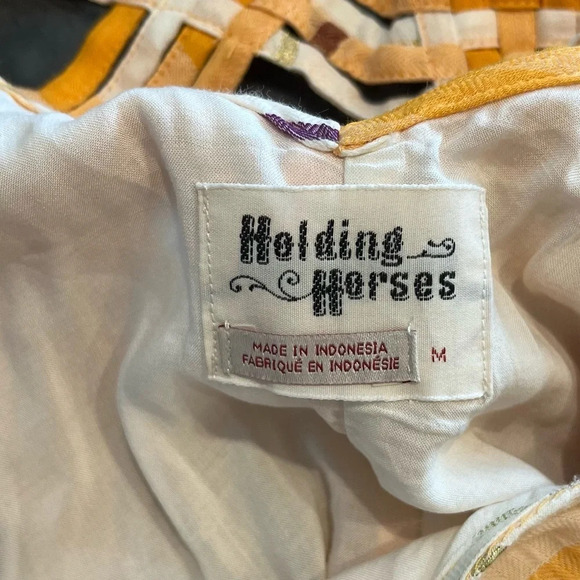 Holding
Horses
MADE IN INDONESIA
FABRIQUÉ EN INDONÉSIE
M